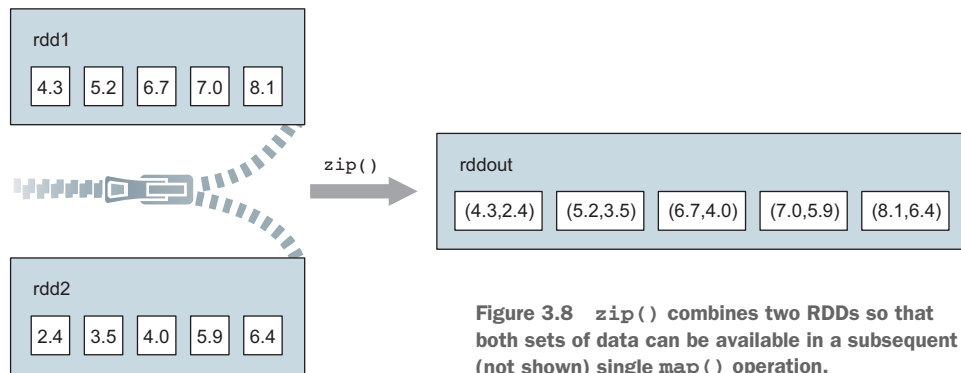 rdd1
4.3 5.2 6.7 7.0 8.1
zip()
rddout
(4.3,2.4) (5.2,3.5) (6.7,4.0) (7.0,5.9) (8.1,6.4)
rdd2
2.4 3.5 4.0 5.9 6.4
Figure 3.8 zip() combines two RDDs so that
both sets of data can be available in a subsequent
(not shown) single map() operation.